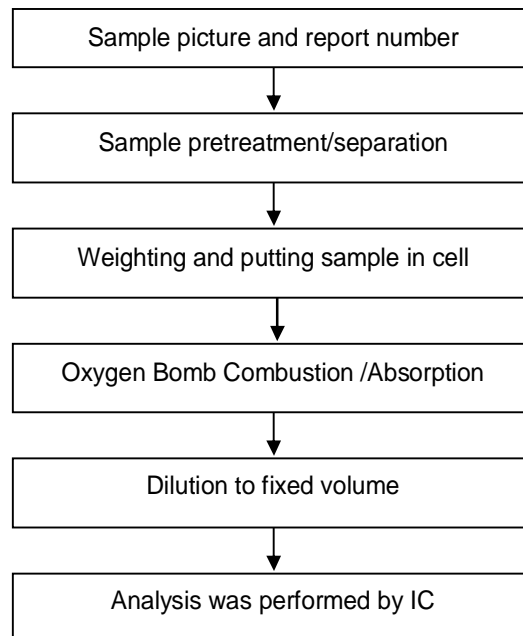 Sample picture and report number
Sample pretreatment/separation
Weighting and putting sample in cell
Oxygen Bomb Combustion /Absorption
Dilution to fixed volume
Analysis was performed by IC